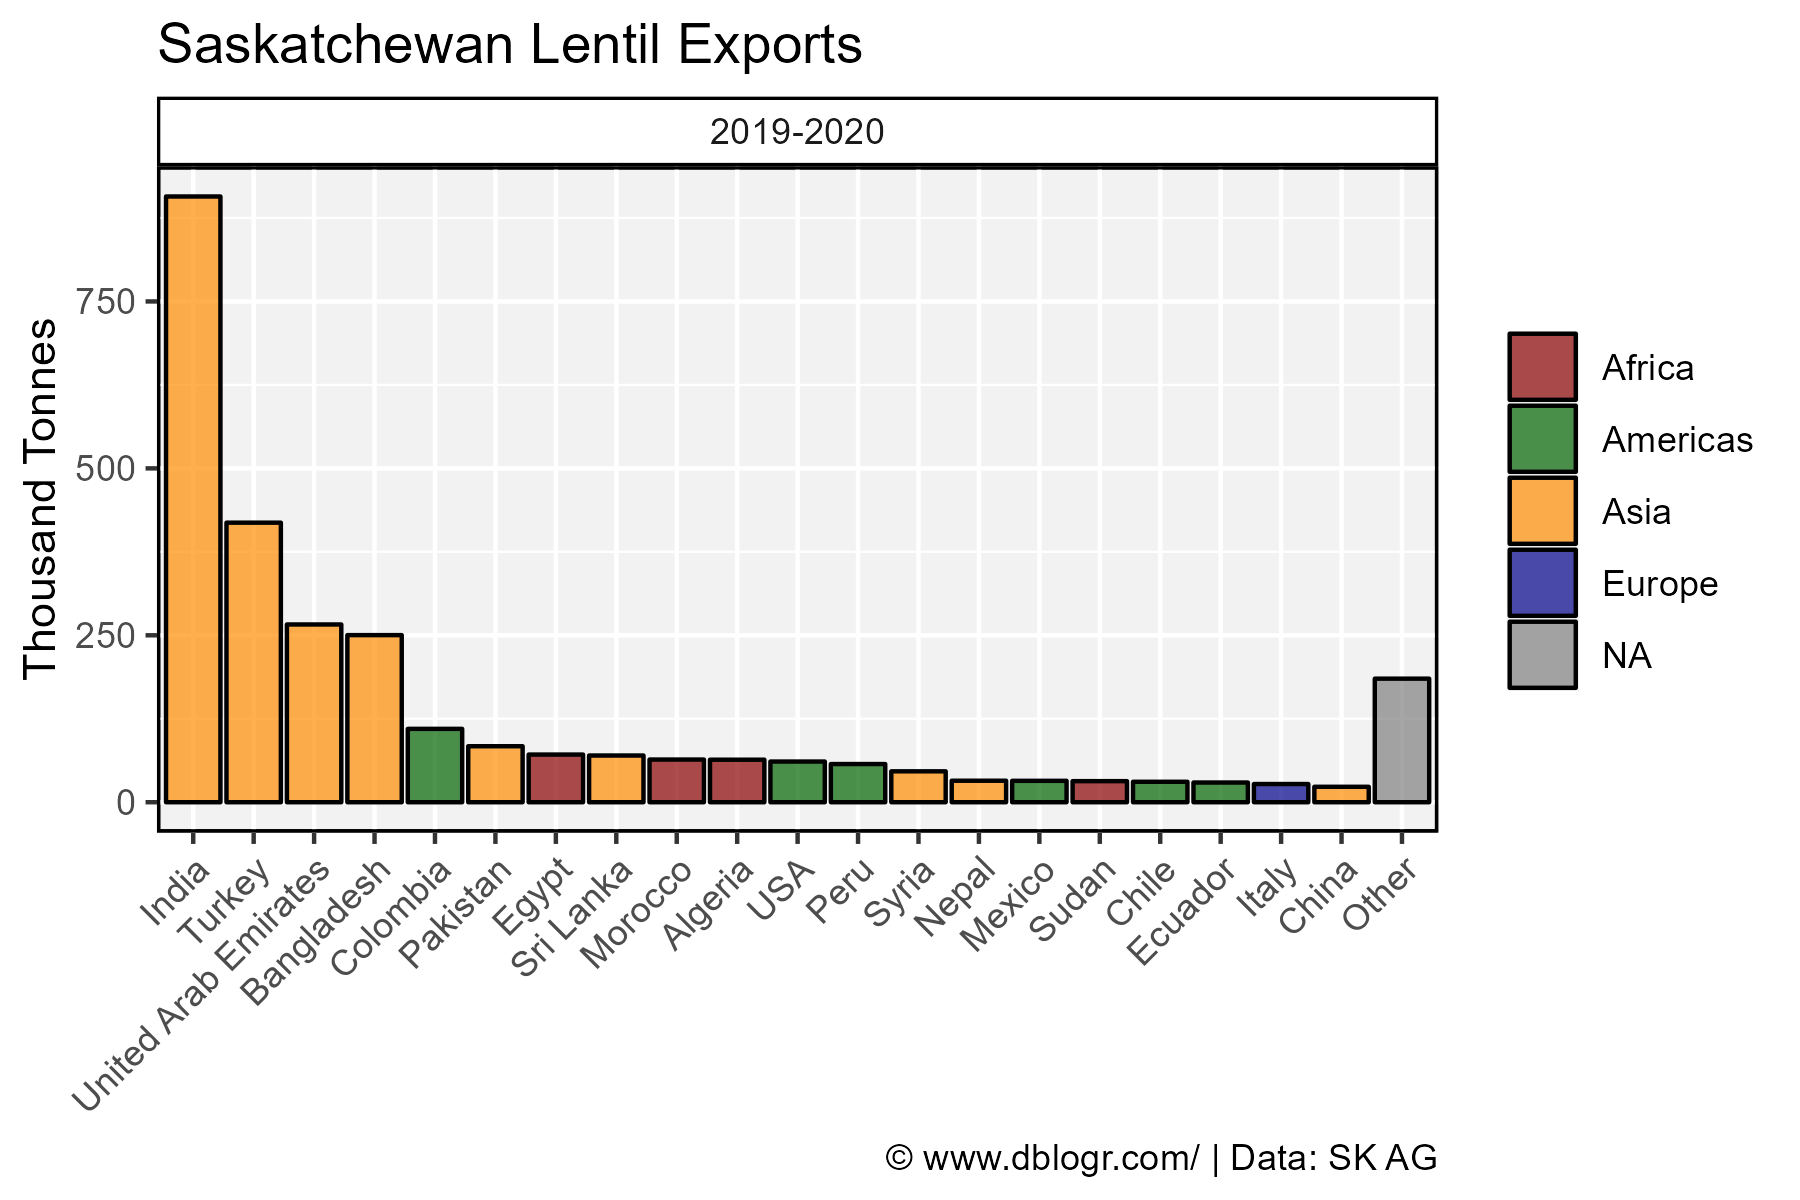 Saskatchewan Lentil Exports
2019-2020
Thousand Tonnes
750
500
250
0
India
Turkey
United Arab Emirates
Bangladesh
Colombia
Pakistan
Egypt
Sri Lanka
Morocco
Algeria
USA
Peru
Syria
Nepal
Mexico
Sudan
Chile
Ecuador
Italy
China
Other
Africa
Americas
Asia
Europe
NA
© www.dblogr.com/ | Data: SK AG